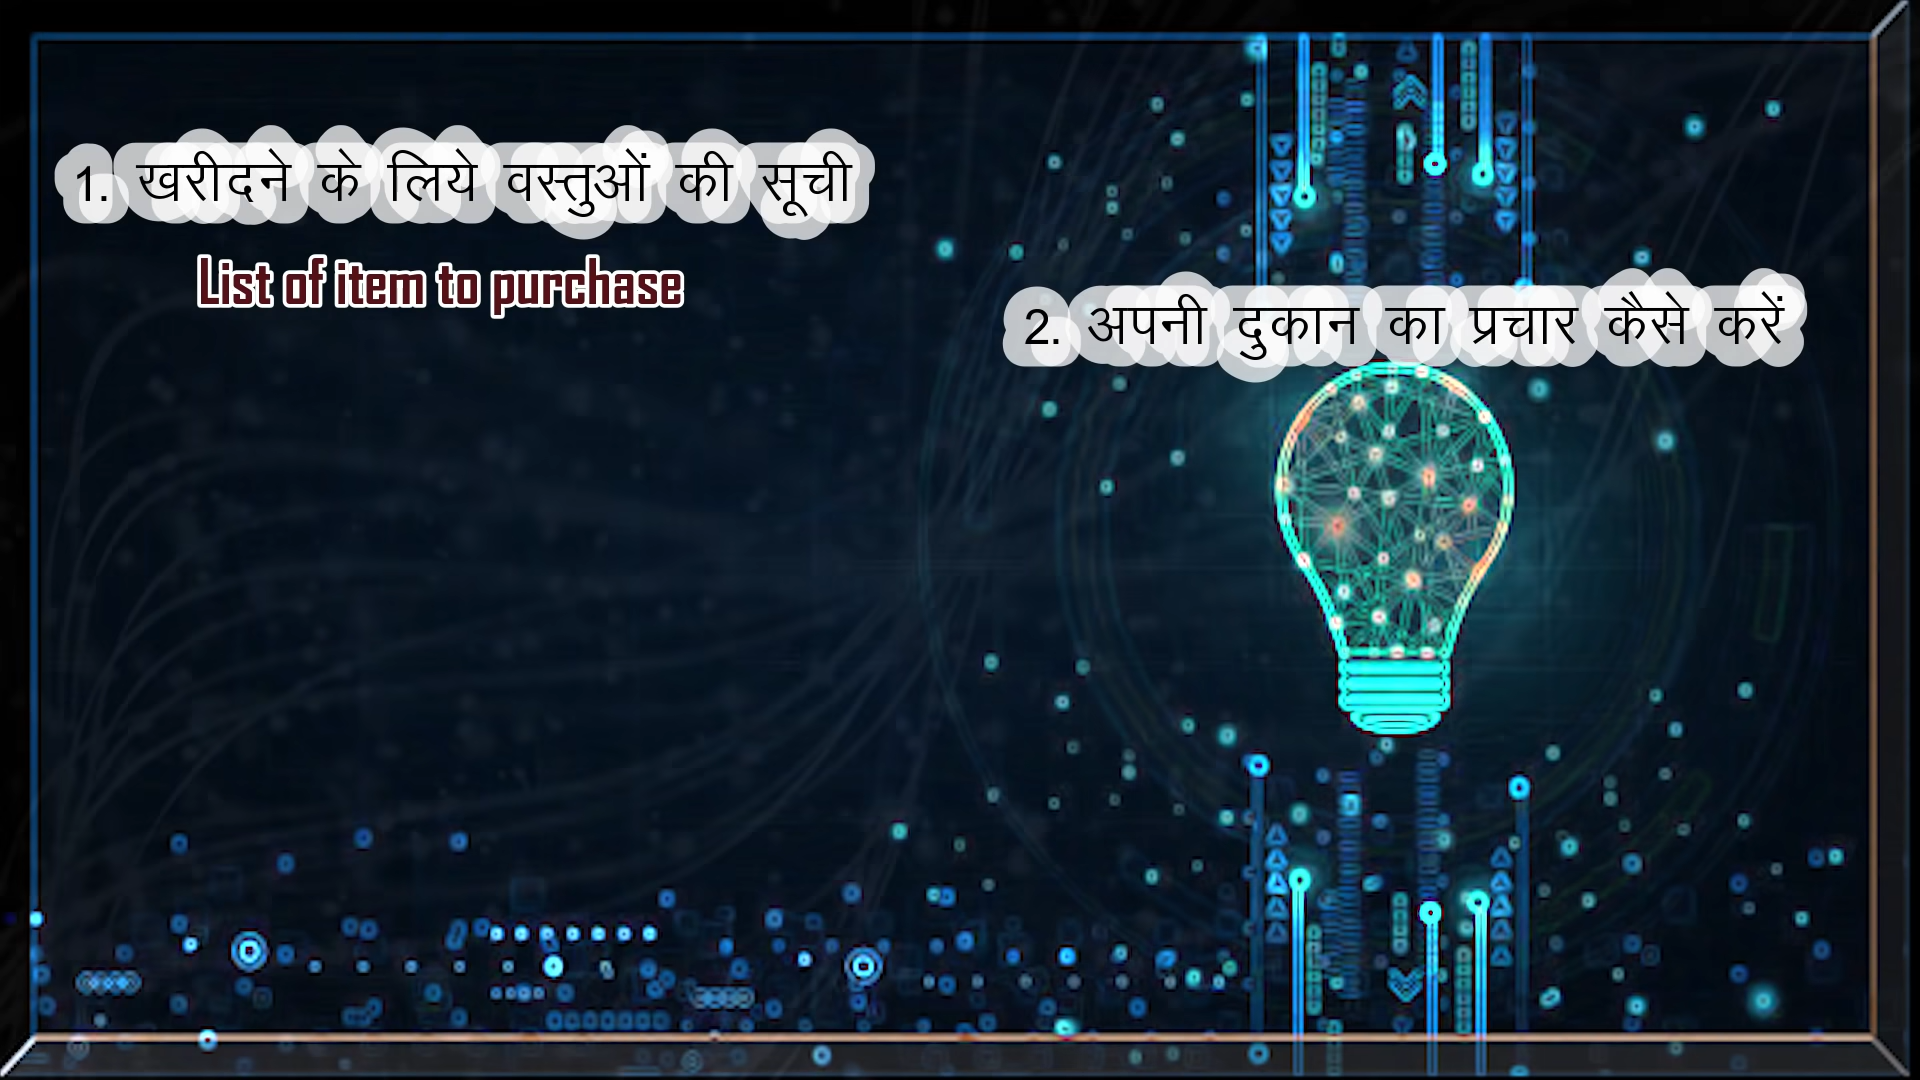 1. खरीदने के लिये वस्तुओं की सूची
List of item to purchase
2. अपनी दुकान का प्रचार कैसे करें